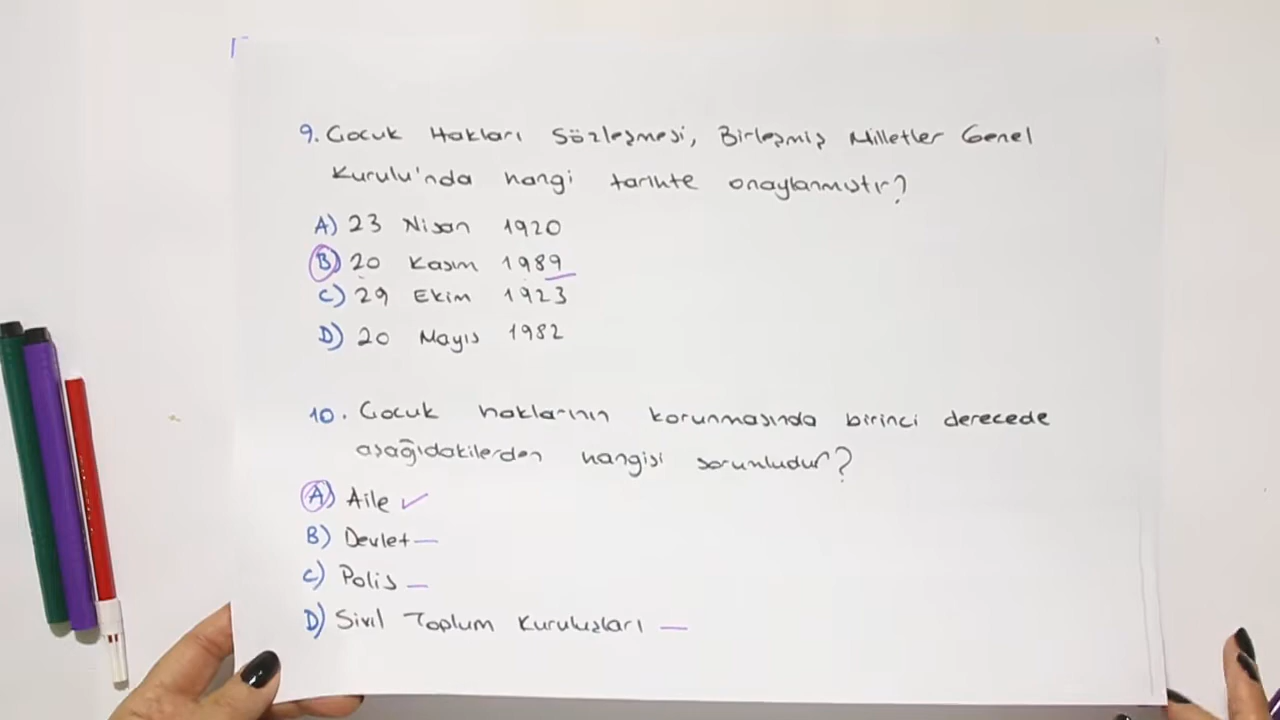 9. Çocuk Hakları Sözleşmesi, Birleşmiş Milletler Genel
Kurulu'nda hangi tarihte onaylanmıştır?
A) 23 Nisan 1920
B) 20 Kasım 1989
C) 29 Ekim 1923
D) 20 Mayıs 1982
10. Çocuk haklarının korunmasında birinci derecede
aşağıdakilerden hangisi sorumludur?
A) Aile ✓
B) Devlet —
C) Polis —
D) Sivil Toplum Kuruluşları —